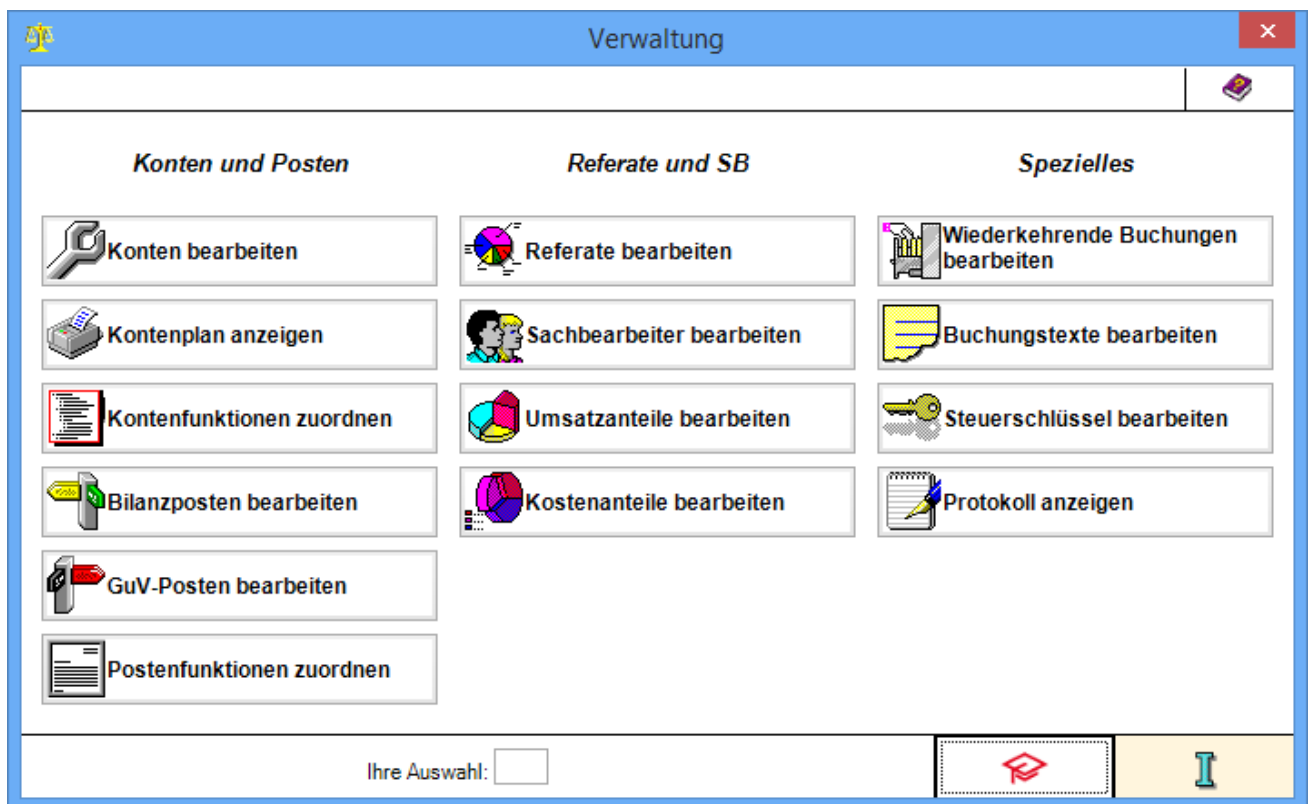 Verwaltung
Konten und Posten
Konten bearbeiten
Kontenplan anzeigen
Kontenfunktionen zuordnen
Bilanzposten bearbeiten
GuV-Posten bearbeiten
Postenfunktionen zuordnen
Referate und SB
Referate bearbeiten
Sachbearbeiter bearbeiten
Umsatzanteile bearbeiten
Kostenanteile bearbeiten
Spezielles
Wiederkehrende Buchungen
bearbeiten
Buchungstexte bearbeiten
Steuerschlüssel bearbeiten
Protokoll anzeigen
Ihre Auswahl: